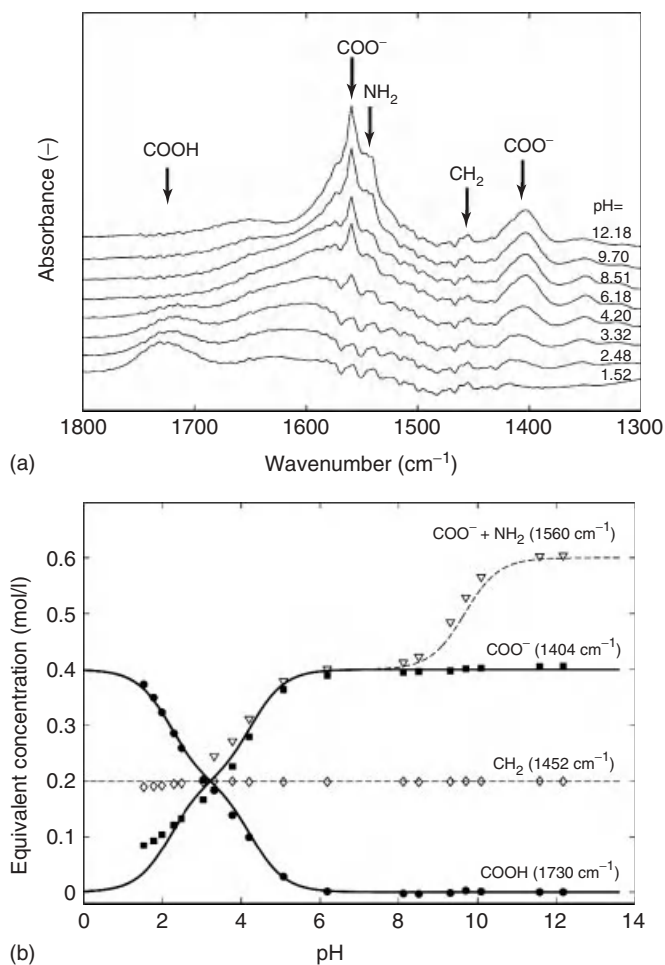 COO⁻
NH₂
COOH
CH₂
COO⁻
pH=
12.18
9.70
8.51
6.18
4.20
3.32
2.48
1.52
Absorbance (–)
1800 1700 1600 1500 1400 1300
(a)
Wavenumber (cm⁻¹)
COO⁻ + NH₂ (1560 cm⁻¹)
0.6
0.5
COO⁻ (1404 cm⁻¹)
0.4
0.3
CH₂ (1452 cm⁻¹)
0.2
0.1
COOH (1730 cm⁻¹)
0
Equivalent concentration (mol/l)
0 2 4 6 8 10 12 14
(b)
pH